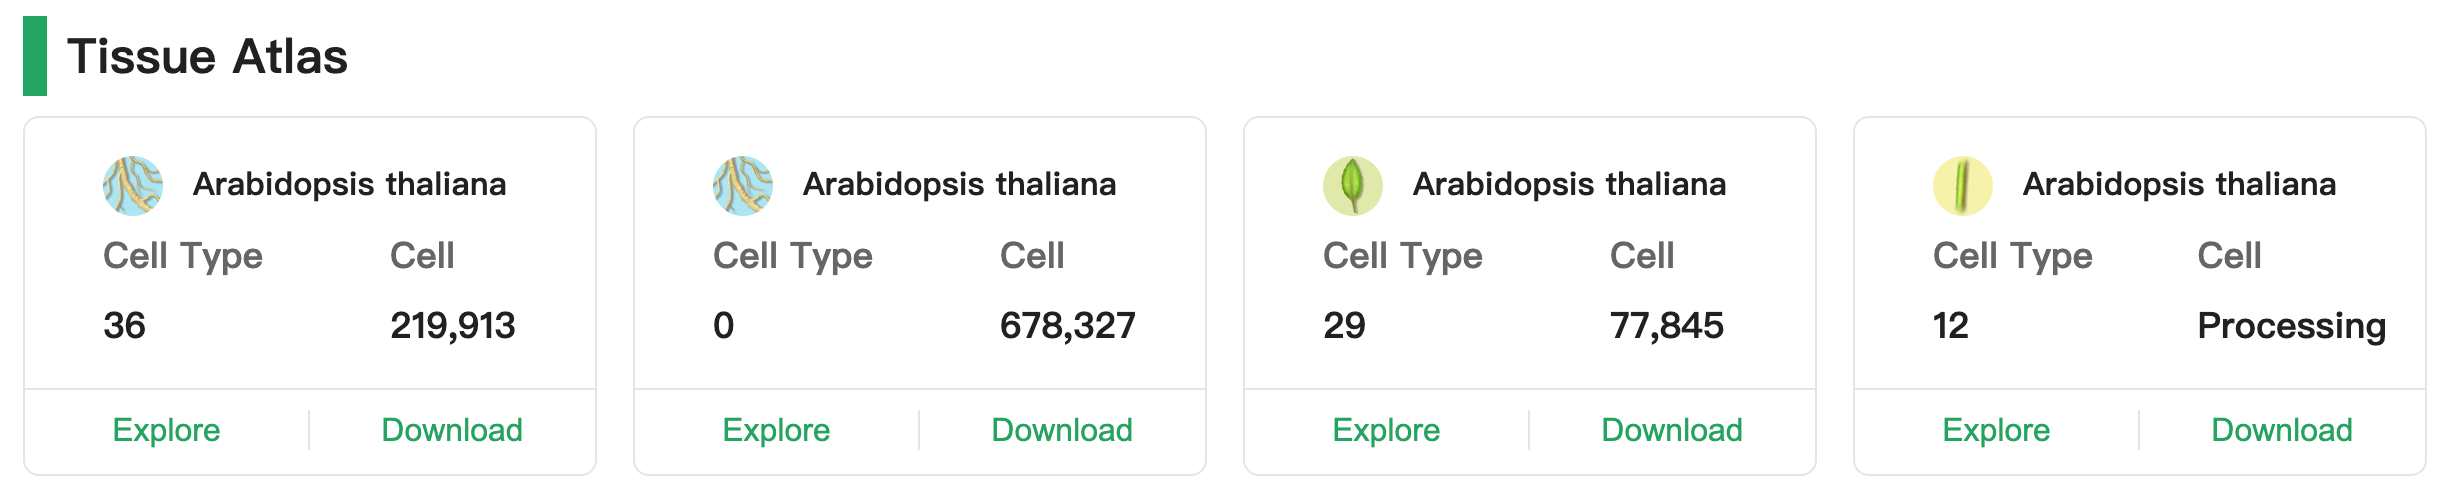 Tissue Atlas
Arabidopsis thaliana
Cell Type Cell
36 219,913
Explore Download
Arabidopsis thaliana
Cell Type Cell
0 678,327
Explore Download
Arabidopsis thaliana
Cell Type Cell
29 77,845
Explore Download
Arabidopsis thaliana
Cell Type Cell
12 Processing
Explore Download